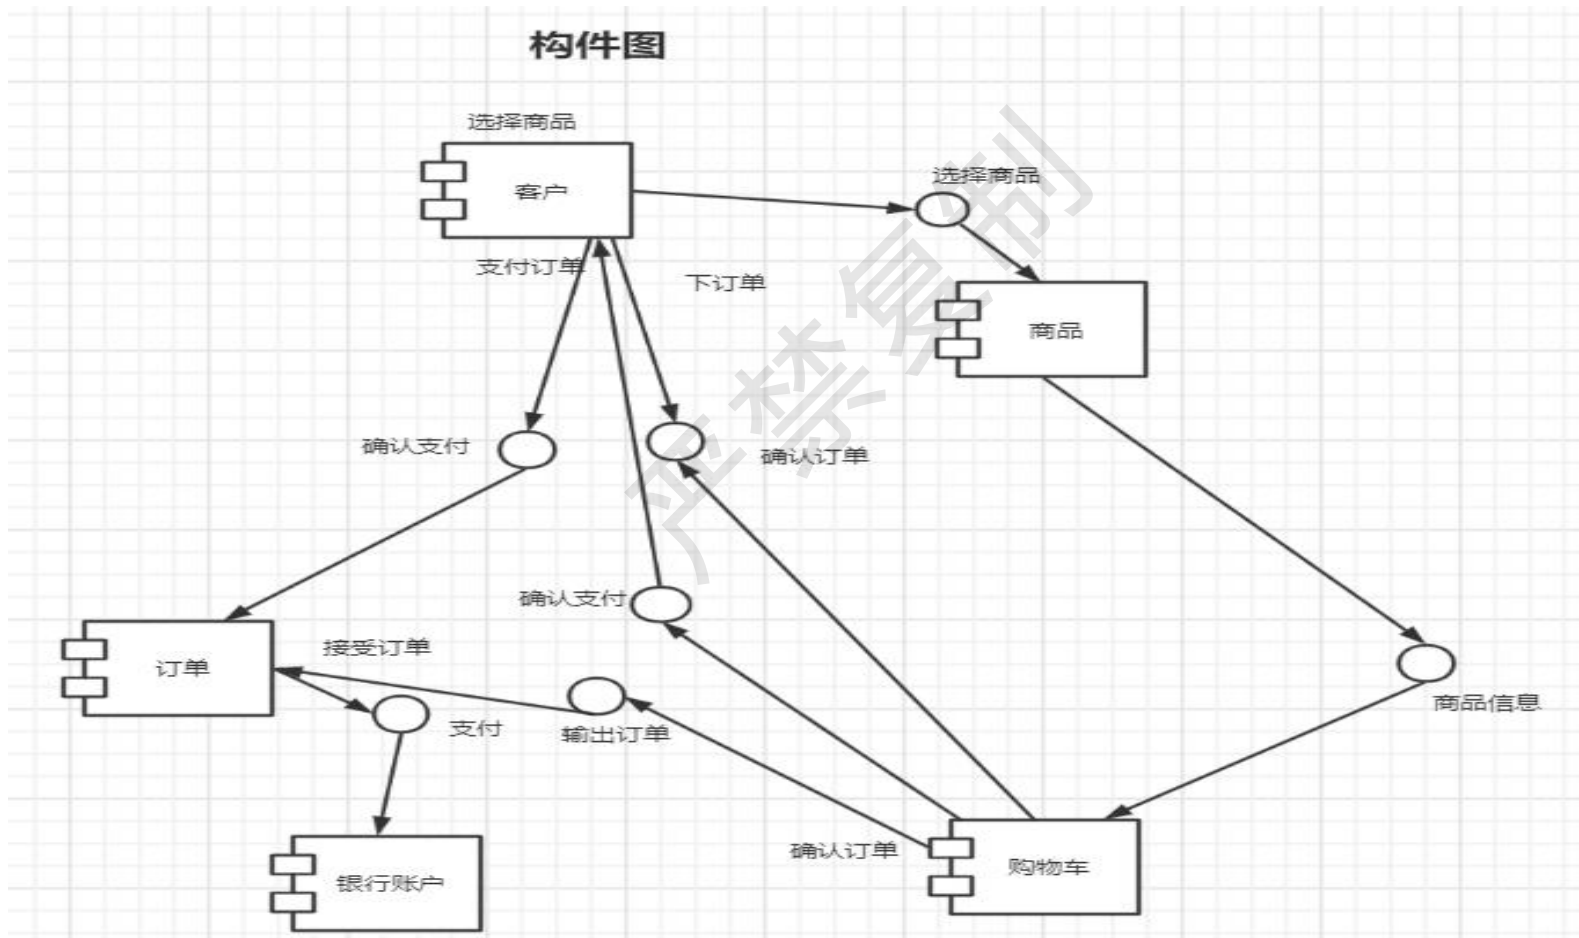 构件图
选择商品
客户
选择商品
支付订单
下订单
商品
确认支付
确认订单
确认支付
接受订单
订单
支付
输出订单
商品信息
确认订单
购物车
银行账户
严禁复制